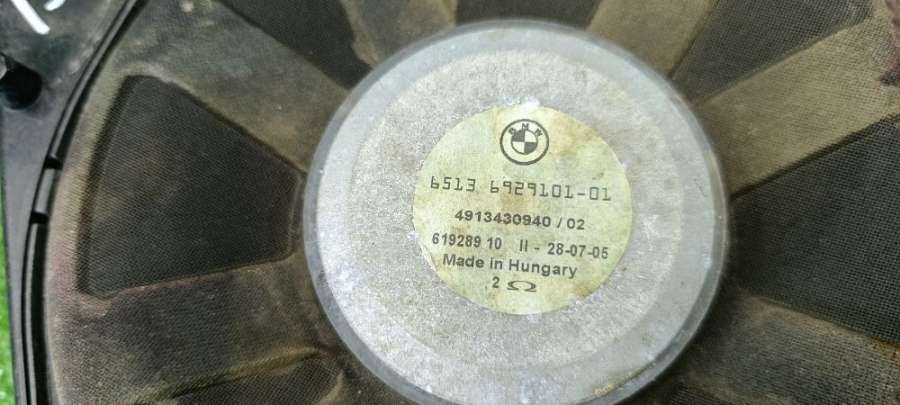 BMW
6513 6929101-01
4913430940 / 02
619289 10 II - 28-07-05
Made in Hungary
2 Ω